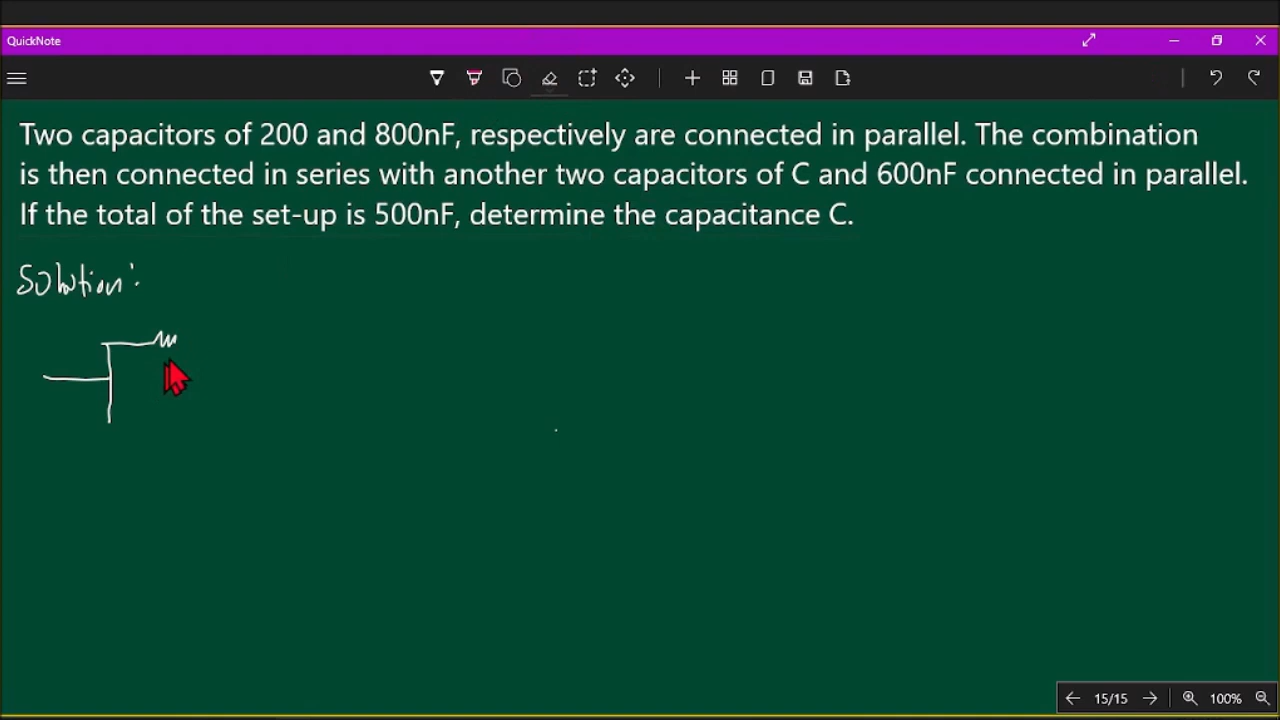 QuickNote
Two capacitors of 200 and 800nF, respectively are connected in parallel. The combination
is then connected in series with another two capacitors of C and 600nF connected in parallel.
If the total of the set-up is 500nF, determine the capacitance C.
Solution:
15/15
100%